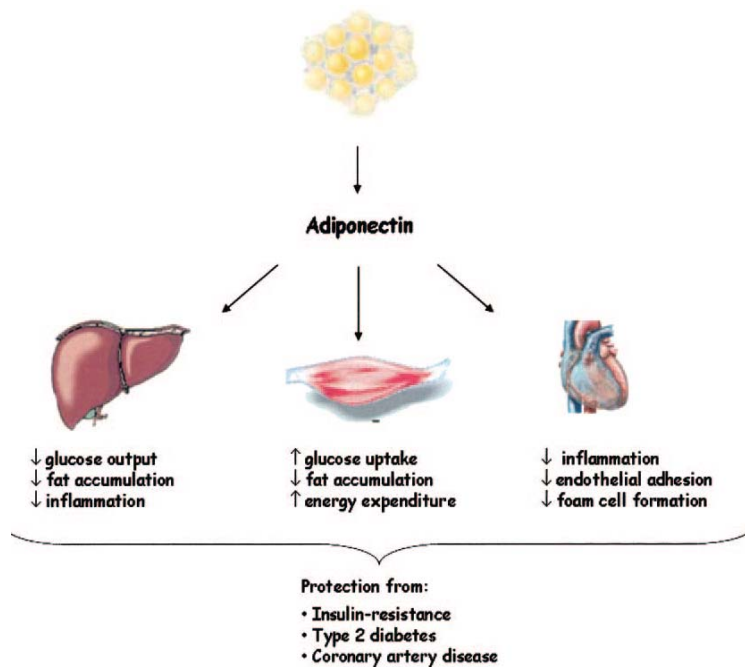 Adiponectin
↓ glucose output
↓ fat accumulation
↓ inflammation
↑ glucose uptake
↓ fat accumulation
↑ energy expenditure
↓ inflammation
↓ endothelial adhesion
↓ foam cell formation
Protection from:
• Insulin-resistance
• Type 2 diabetes
• Coronary artery disease